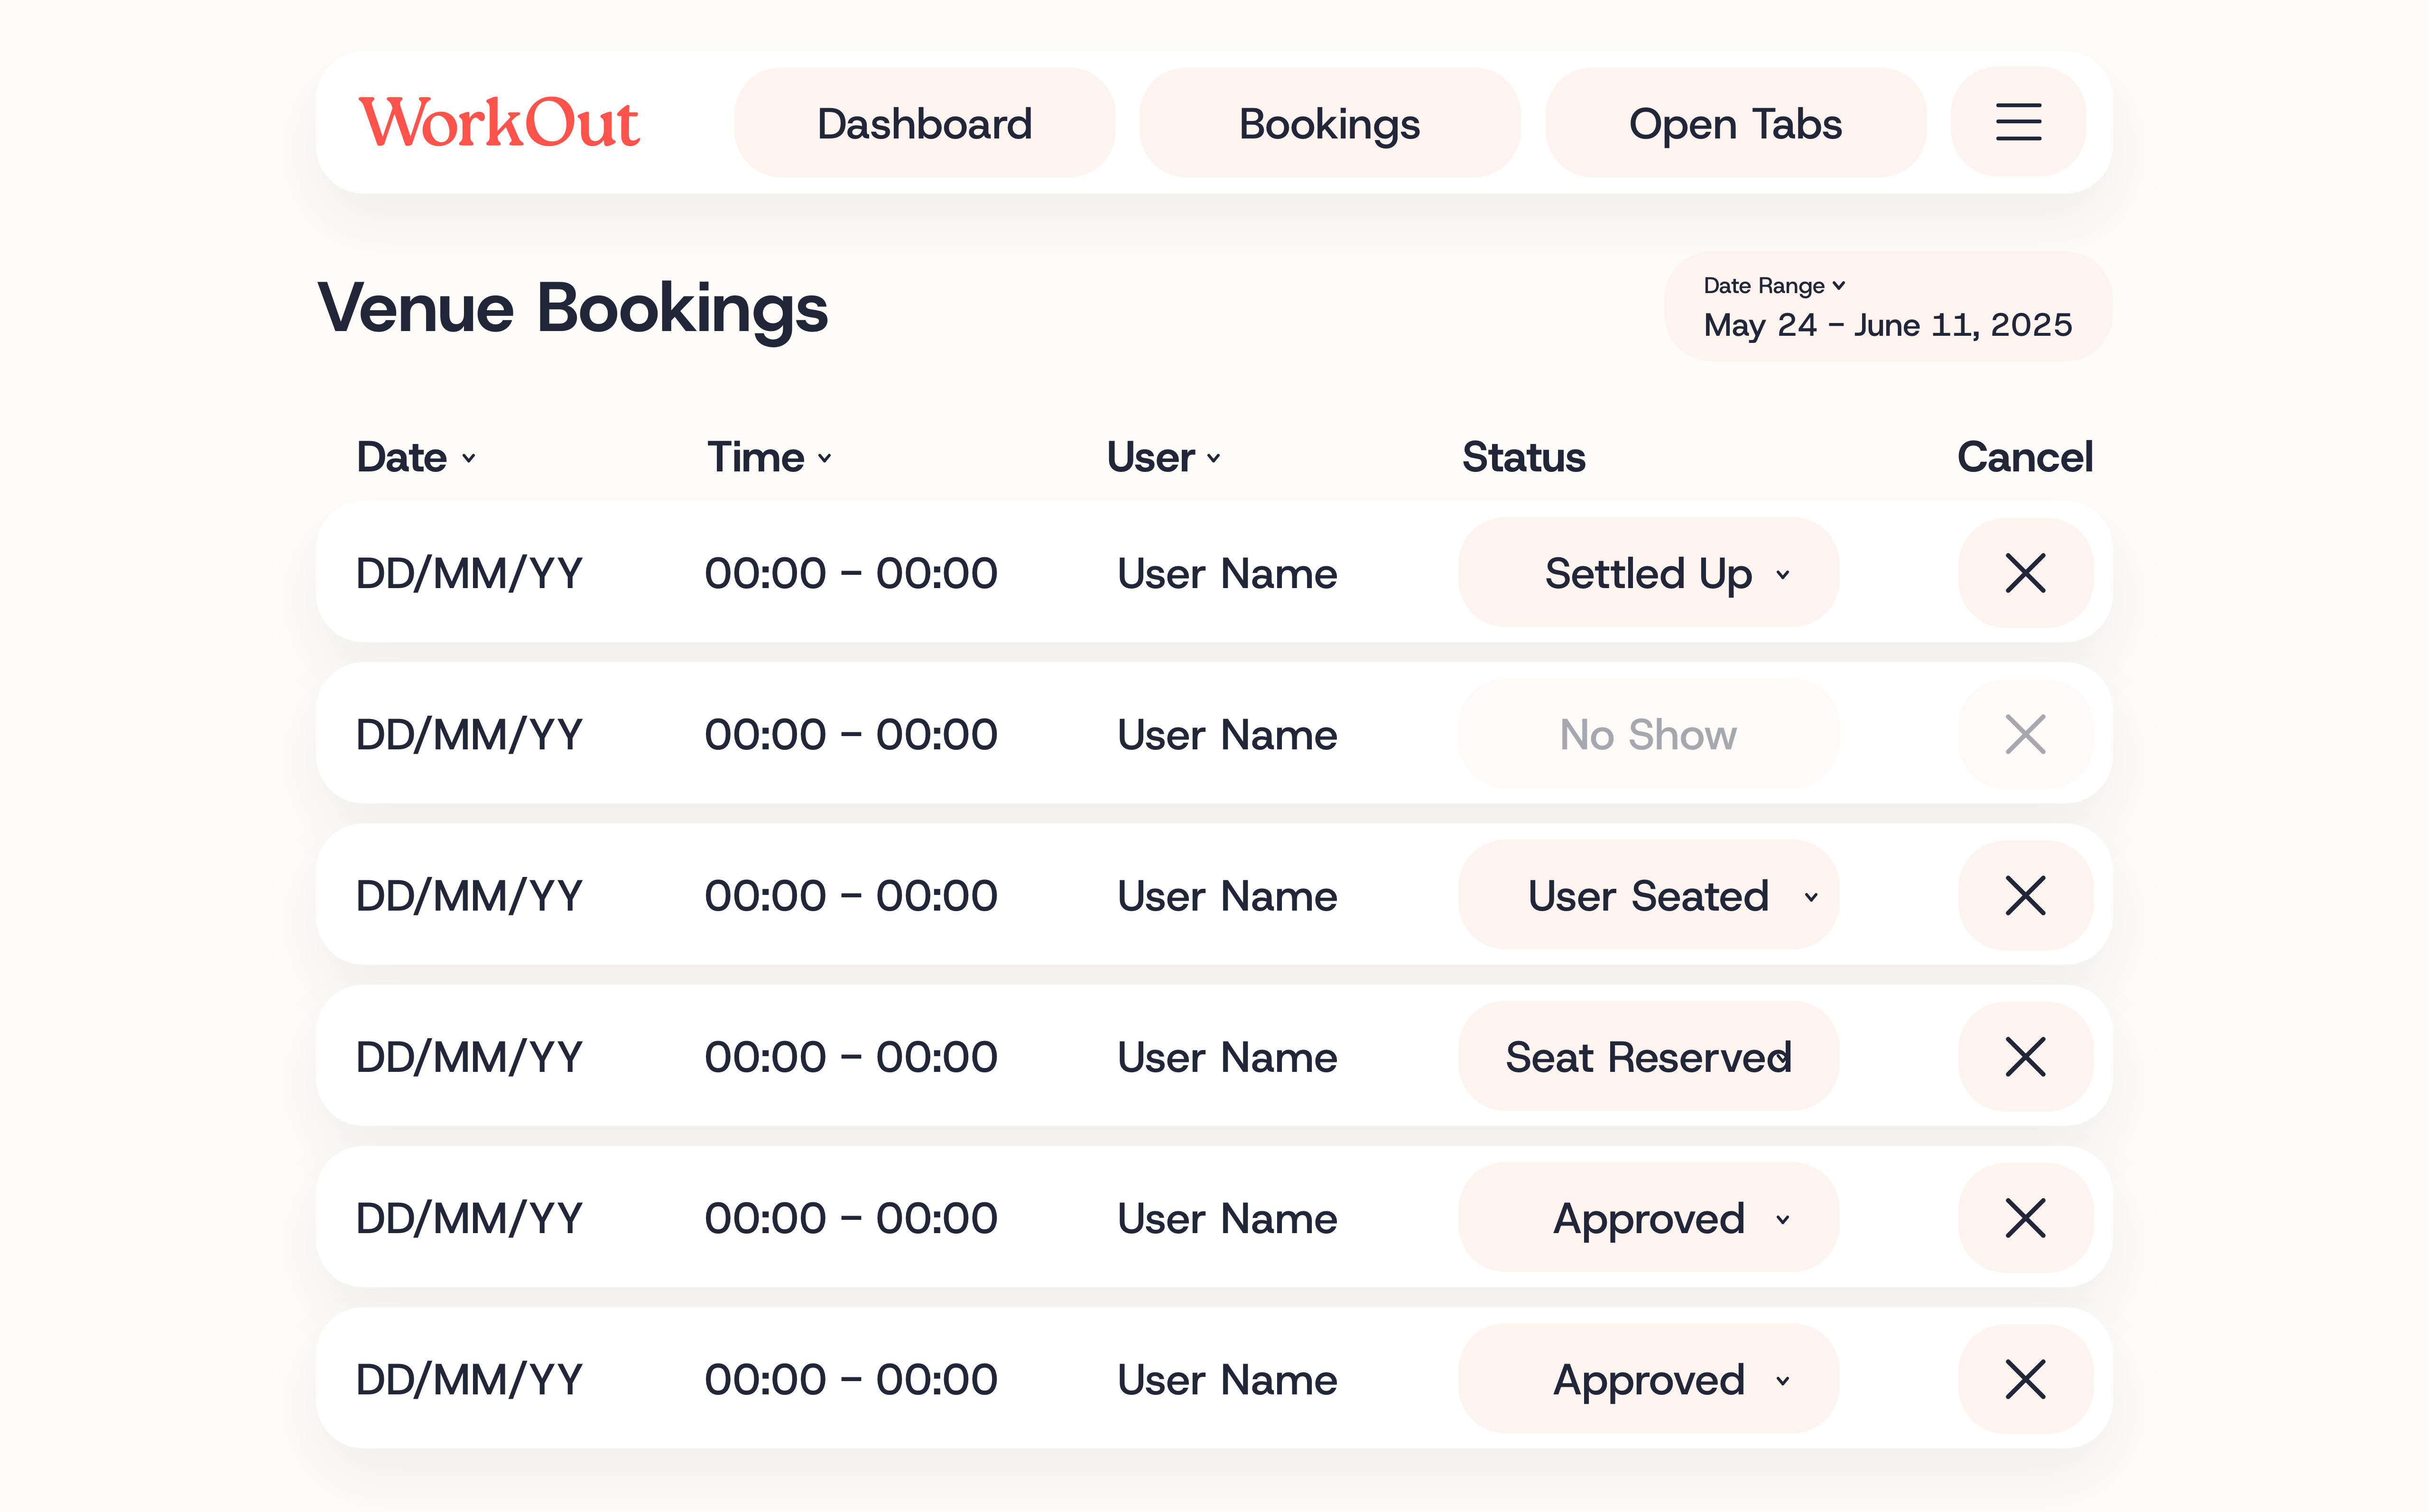 WorkOut Dashboard Bookings Open Tabs
Venue Bookings
Date Range
May 24 – June 11, 2025
Date Time User Status Cancel
DD/MM/YY 00:00 – 00:00 User Name Settled Up
DD/MM/YY 00:00 – 00:00 User Name No Show
DD/MM/YY 00:00 – 00:00 User Name User Seated
DD/MM/YY 00:00 – 00:00 User Name Seat Reserved
DD/MM/YY 00:00 – 00:00 User Name Approved
DD/MM/YY 00:00 – 00:00 User Name Approved